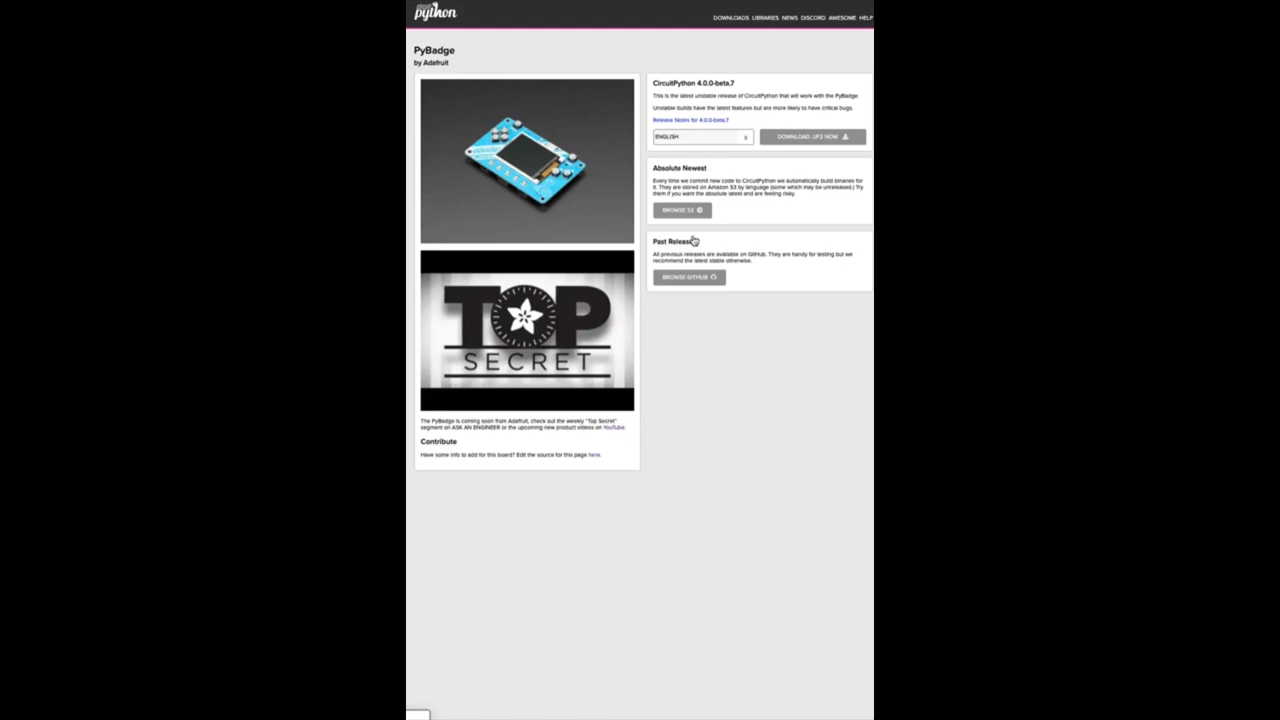 circuit
python
DOWNLOADS LIBRARIES NEWS DISCORD AWESOME HELP
PyBadge
by Adafruit
TOP
SECRET
The PyBadge is coming soon from Adafruit, check out the weekly "Top Secret"
segment on ASK AN ENGINEER or the upcoming new product videos on YouTube.
Contribute
Have some info to add for this board? Edit the source for this page here.
CircuitPython 4.0.0-beta.7
This is the latest unstable release of CircuitPython that will work with the PyBadge.
Unstable builds have the latest features but are more likely to have critical bugs.
Release Notes for 4.0.0-beta.7
ENGLISH
DOWNLOAD .UF2 NOW
Absolute Newest
Every time we commit new code to CircuitPython we automatically build binaries for
it. They are stored on Amazon S3 by language (some which may be unreleased.) Try
them if you want the absolute latest and are feeling risky.
BROWSE S3
Past Releases
All previous releases are available on GitHub. They are handy for testing but we
recommend the latest stable otherwise.
BROWSE GITHUB